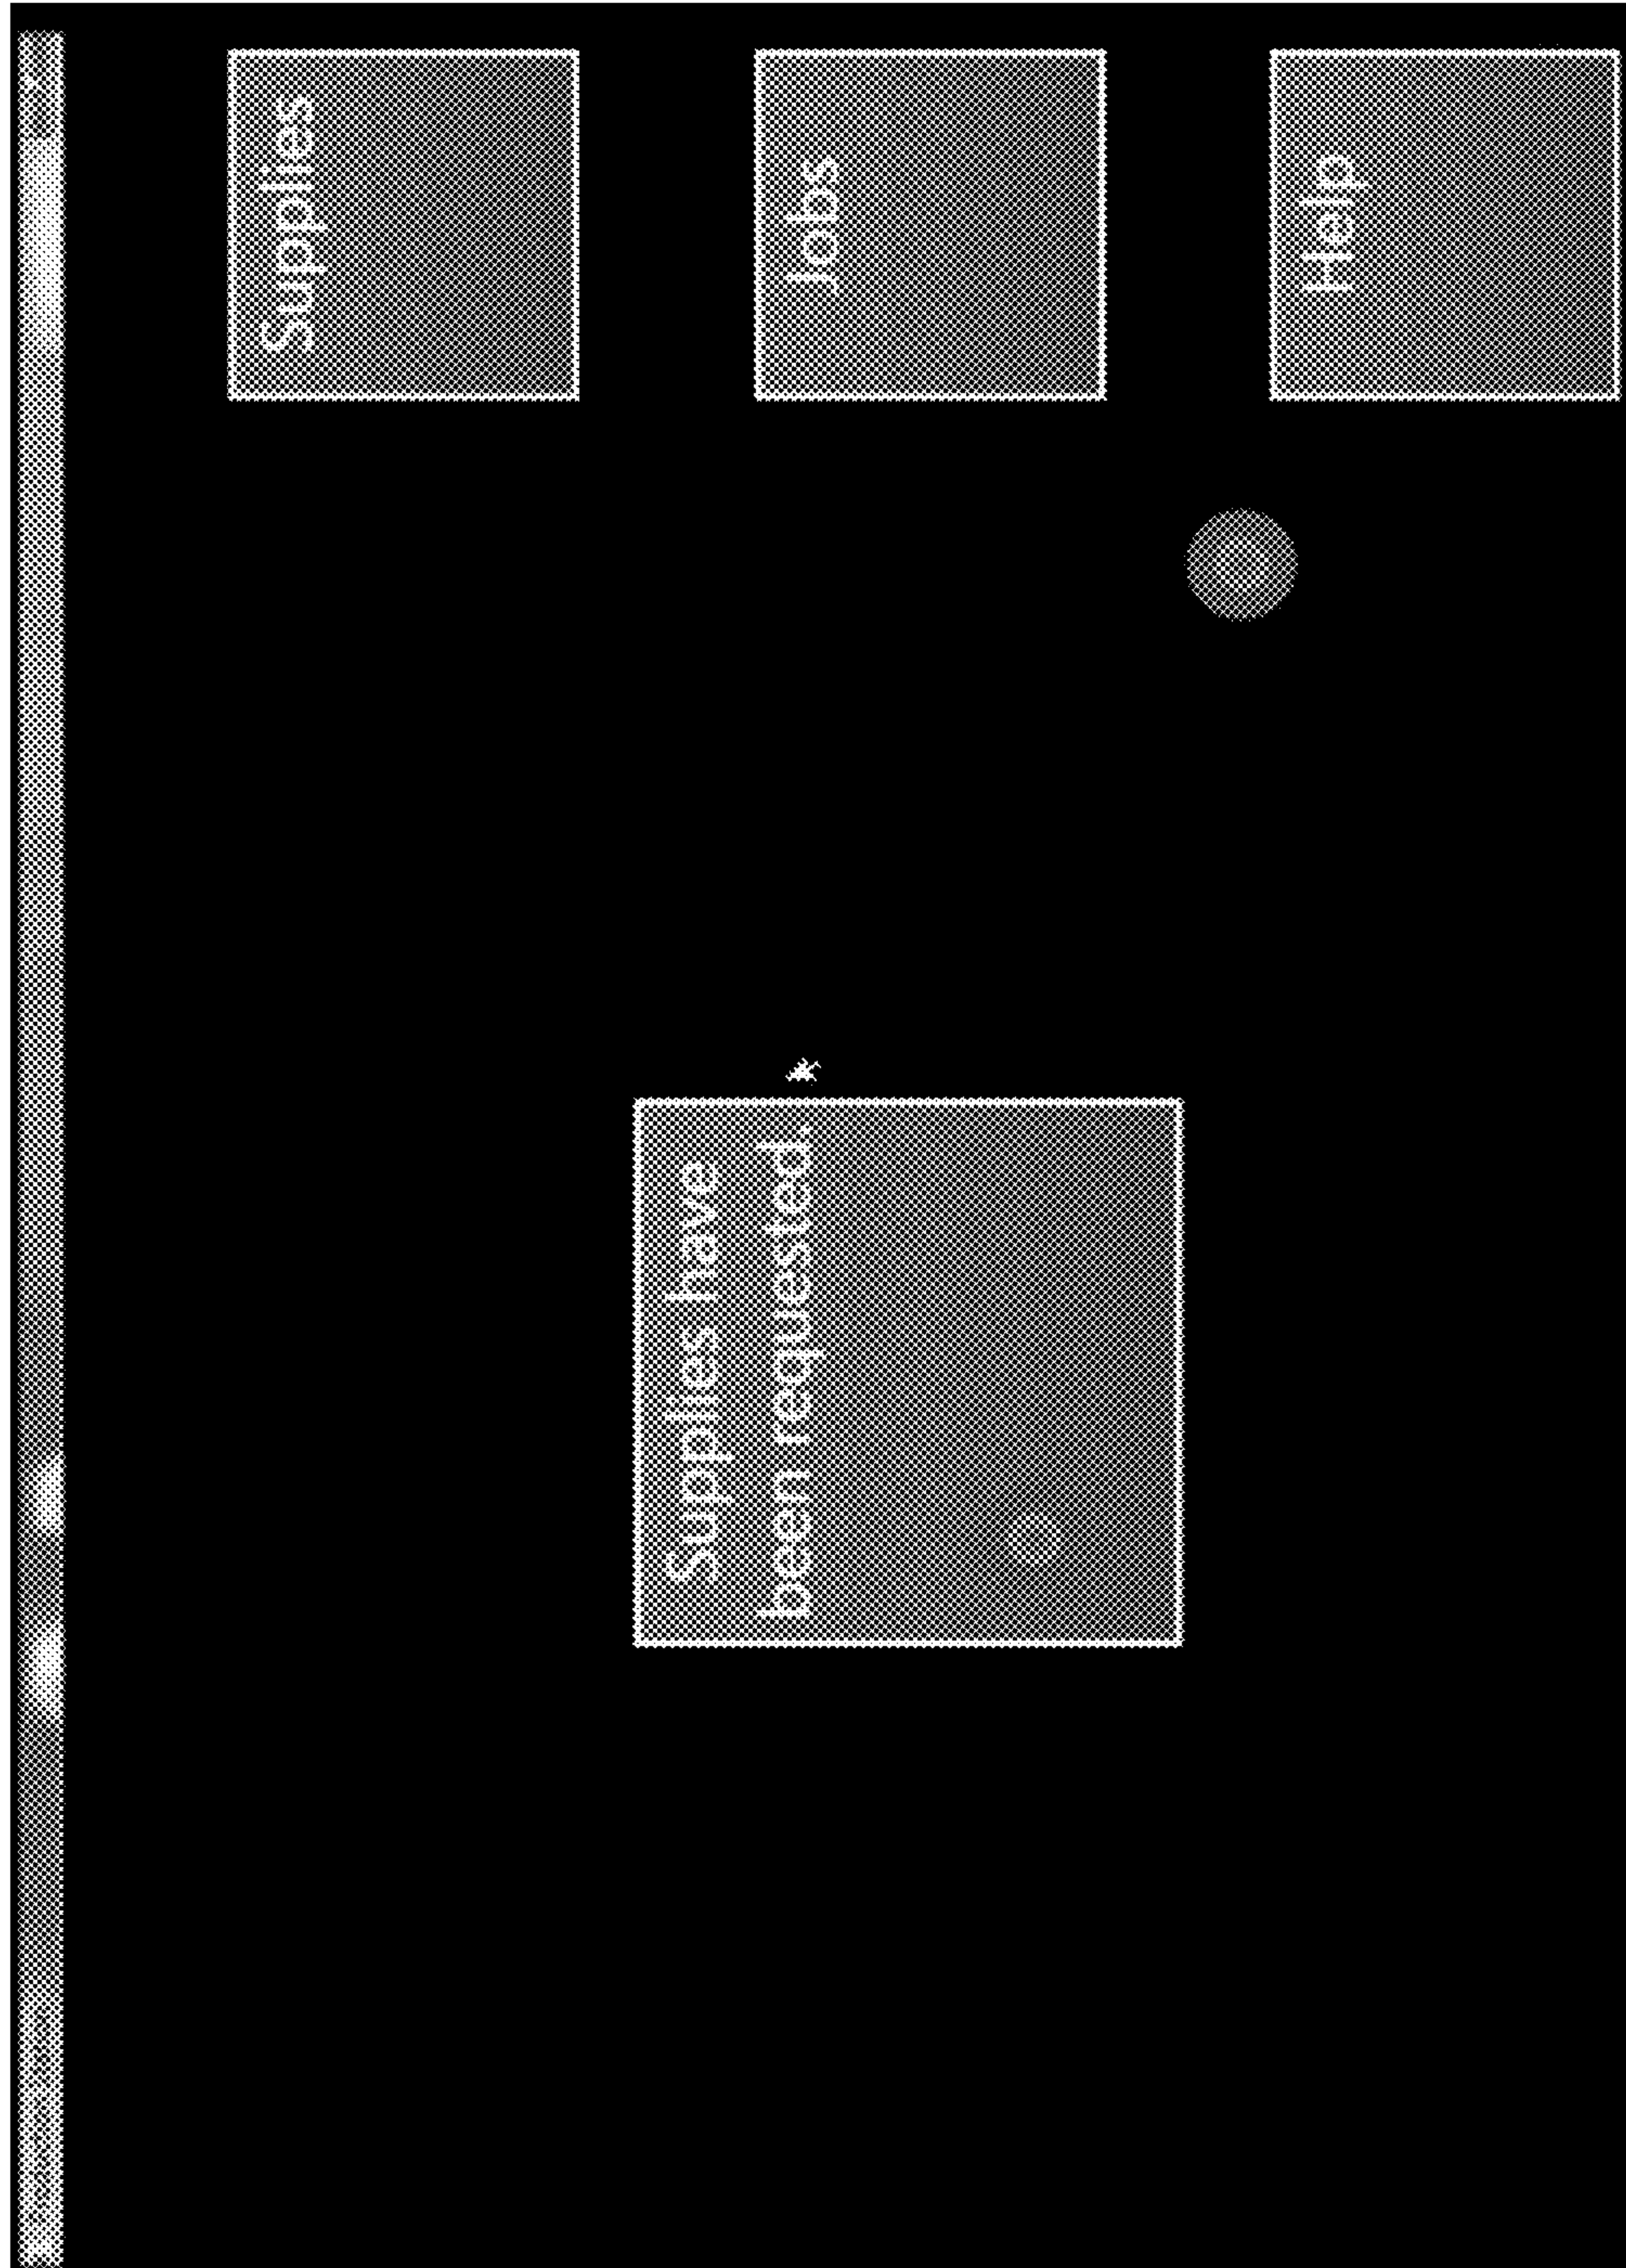 Supplies
Jobs
Help
Supplies have
been requested.